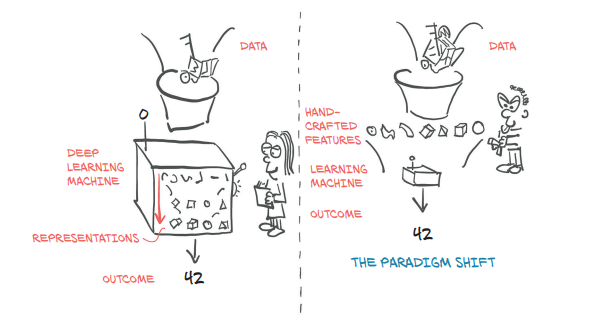 DATA
DEEP
LEARNING
MACHINE
REPRESENTATIONS
OUTCOME
42
DATA
HAND-
CRAFTED
FEATURES
LEARNING
MACHINE
OUTCOME
42
THE PARADIGM SHIFT